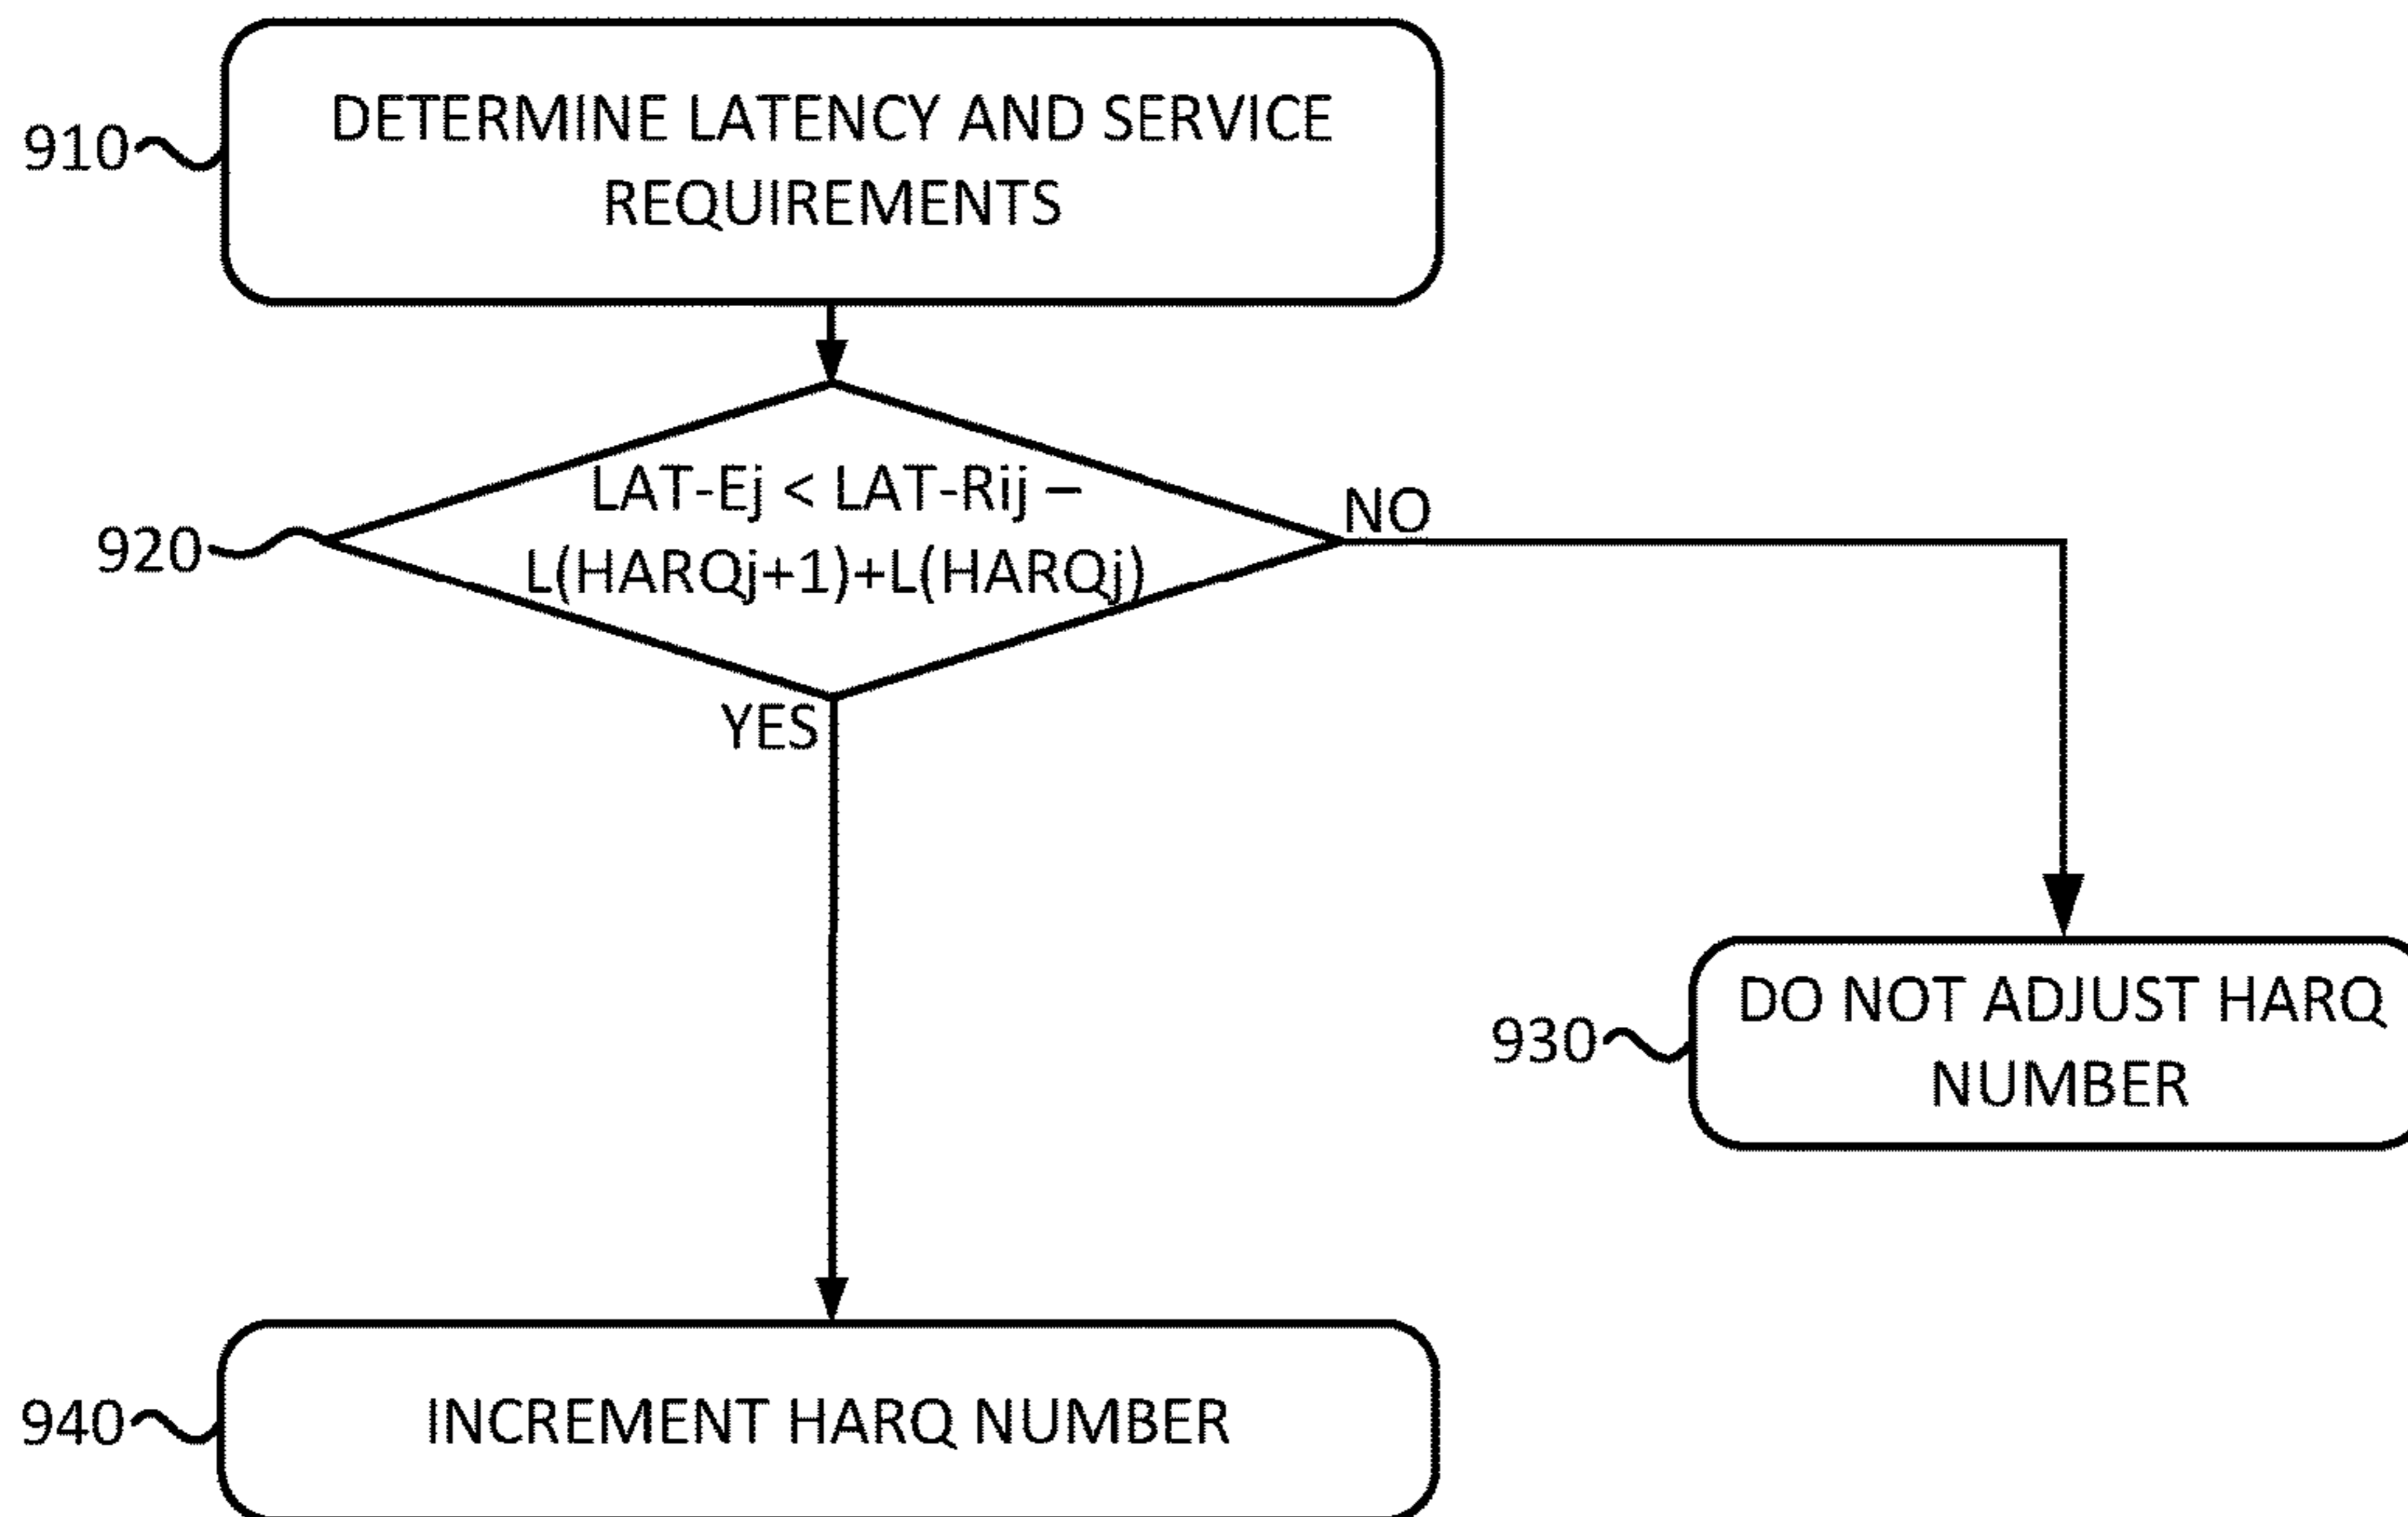 910
DETERMINE LATENCY AND SERVICE
REQUIREMENTS
920
LAT-Ej < LAT-Rij –
L(HARQj+1)+L(HARQj)
NO
YES
930
DO NOT ADJUST HARQ
NUMBER
940
INCREMENT HARQ NUMBER